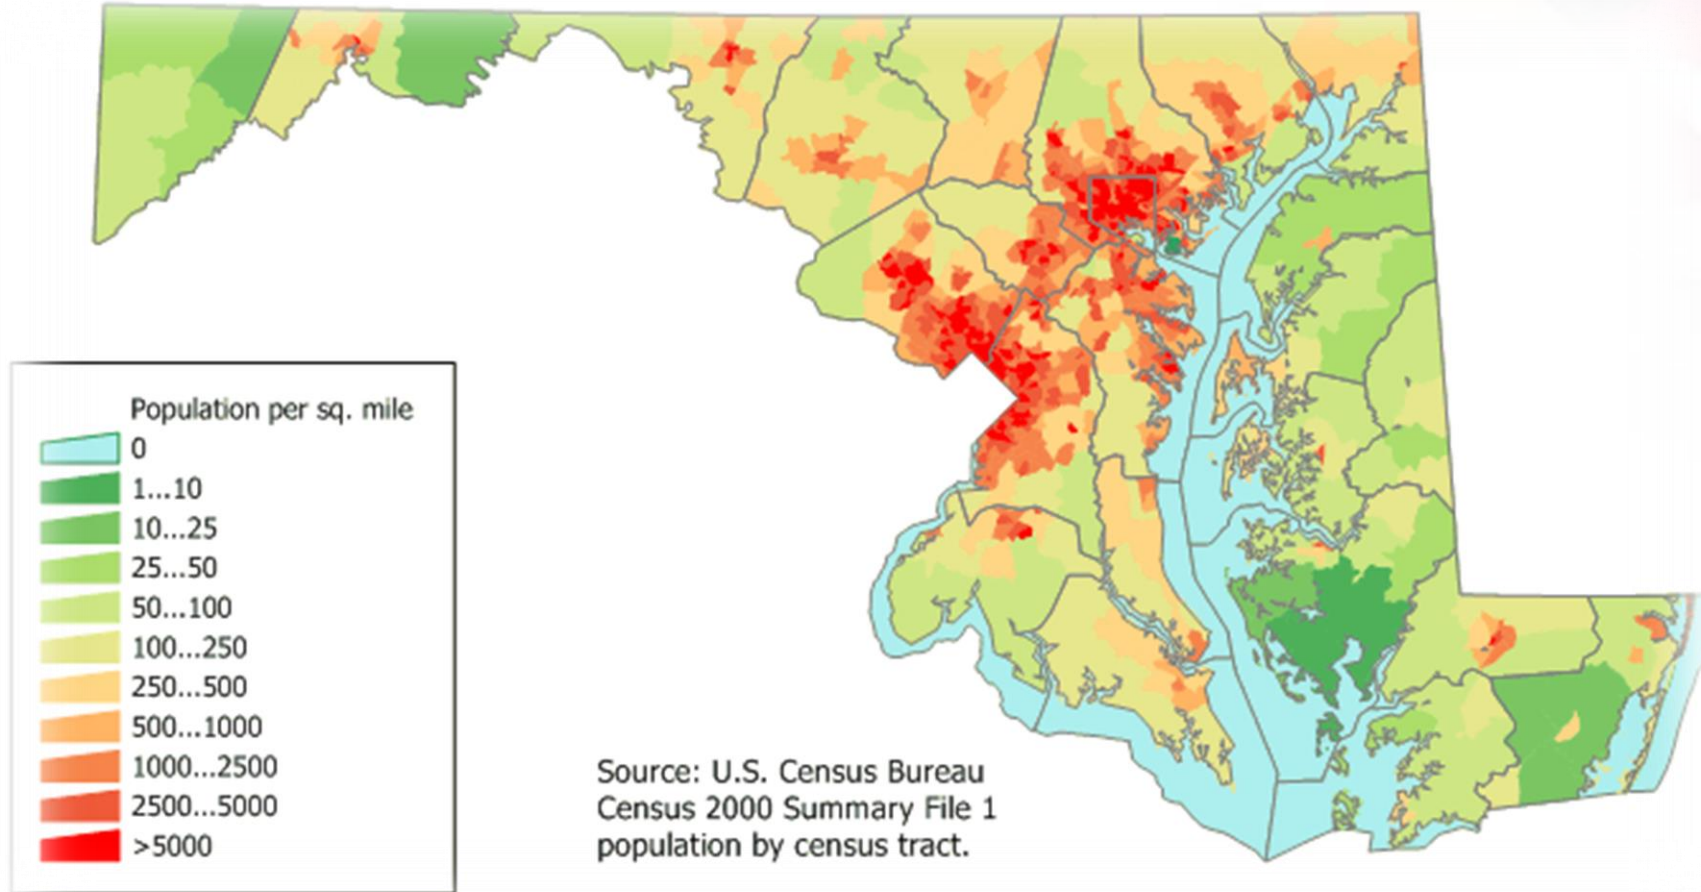 Population per sq. mile
0
1...10
10...25
25...50
50...100
100...250
250...500
500...1000
1000...2500
2500...5000
>5000
Source: U.S. Census Bureau
Census 2000 Summary File 1
population by census tract.